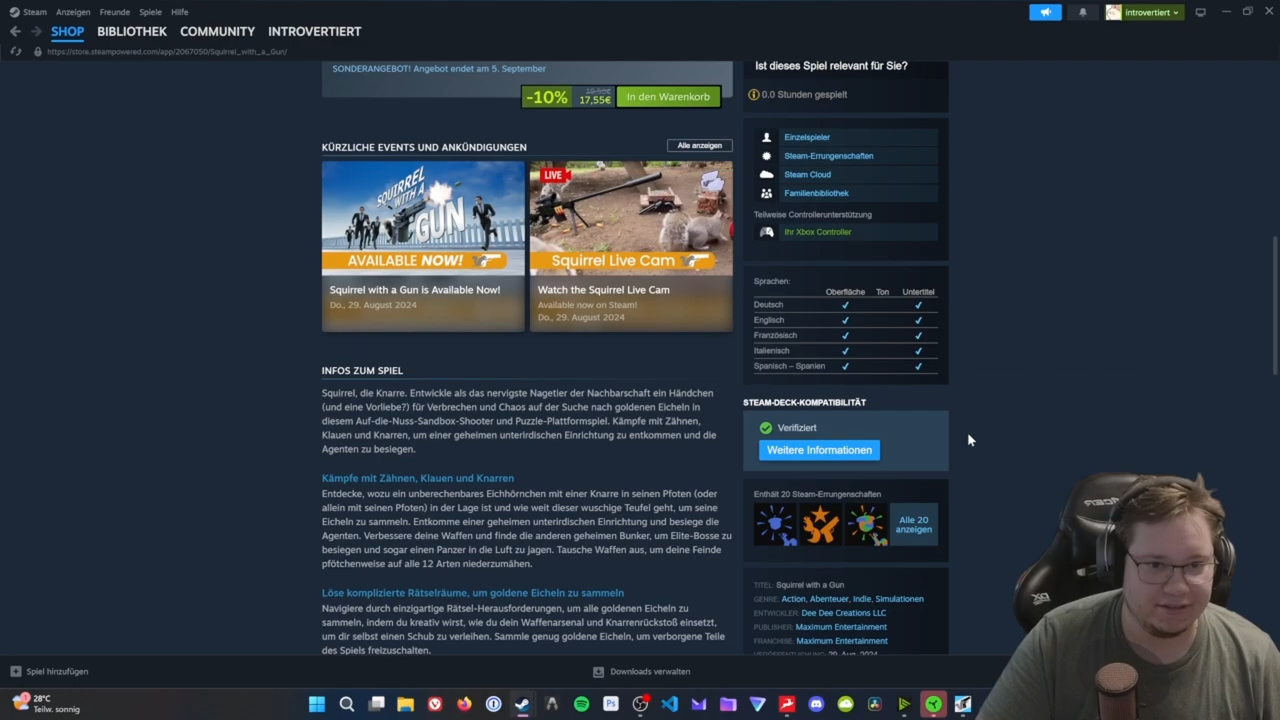 Steam Anzeigen Freunde Spiele Hilfe
introvertiert
SHOP BIBLIOTHEK COMMUNITY INTROVERTIERT
https://store.steampowered.com/app/2067050/Squirrel_with_a_Gun/
SONDERANGEBOT! Angebot endet am 5. September
-10% 19,50€ 17,55€ In den Warenkorb
KÜRZLICHE EVENTS UND ANKÜNDIGUNGEN
Alle anzeigen
SQUIRREL WITH A GUN
AVAILABLE NOW!
Squirrel with a Gun is Available Now!
Do., 29. August 2024
LIVE
Squirrel Live Cam
Watch the Squirrel Live Cam
Available now on Steam!
Do., 29. August 2024
INFOS ZUM SPIEL
Squirrel, die Knarre. Entwickle als das nervigste Nagetier der Nachbarschaft ein Händchen
(und eine Vorliebe?) für Verbrechen und Chaos auf der Suche nach goldenen Eicheln in
diesem Auf-die-Nuss-Sandbox-Shooter und Puzzle-Plattformspiel. Kämpfe mit Zähnen,
Klauen und Knarren, um einer geheimen unterirdischen Einrichtung zu entkommen und die
Agenten zu besiegen.
Kämpfe mit Zähnen, Klauen und Knarren
Entdecke, wozu ein unberechenbares Eichhörnchen mit einer Knarre in seinen Pfoten (oder
allein mit seinen Pfoten) in der Lage ist und wie weit dieser wuschige Teufel geht, um seine
Eicheln zu sammeln. Entkomme einer geheimen unterirdischen Einrichtung und besiege die
Agenten. Verbessere deine Waffen und finde die anderen geheimen Bunker, um Elite-Bosse zu
besiegen und sogar einen Panzer in die Luft zu jagen. Tausche Waffen aus, um deine Feinde
pfötchenweise auf alle 12 Arten niederzumähen.
Löse komplizierte Rätselräume, um goldene Eicheln zu sammeln
Navigiere durch einzigartige Rätsel-Herausforderungen, um alle goldenen Eicheln zu
sammeln, indem du kreativ wirst, wie du dein Waffenarsenal und Knarrenrückstoß einsetzt,
um dir selbst einen Schub zu verleihen. Sammle genug goldene Eicheln, um verborgene Teile
des Spiels freizuschalten.
Ist dieses Spiel relevant für Sie?
0.0 Stunden gespielt
Einzelspieler
Steam-Errungenschaften
Steam Cloud
Familienbibliothek
Teilweise Controllerunterstützung
Ihr Xbox Controller
Sprachen:
Oberfläche Ton Untertitel
Deutsch ✓ ✓
Englisch ✓ ✓
Französisch ✓ ✓
Italienisch ✓ ✓
Spanisch – Spanien ✓ ✓
STEAM-DECK-KOMPATIBILITÄT
Verifiziert
Weitere Informationen
Enthält 20 Steam-Errungenschaften
Alle 20
anzeigen
TITEL: Squirrel with a Gun
GENRE: Action, Abenteuer, Indie, Simulationen
ENTWICKLER: Dee Dee Creations LLC
PUBLISHER: Maximum Entertainment
FRANCHISE: Maximum Entertainment
VERÖFFENTLICHUNG: 29. Aug. 2024
Spiel hinzufügen
Downloads verwalten
28°C
Teilw. sonnig